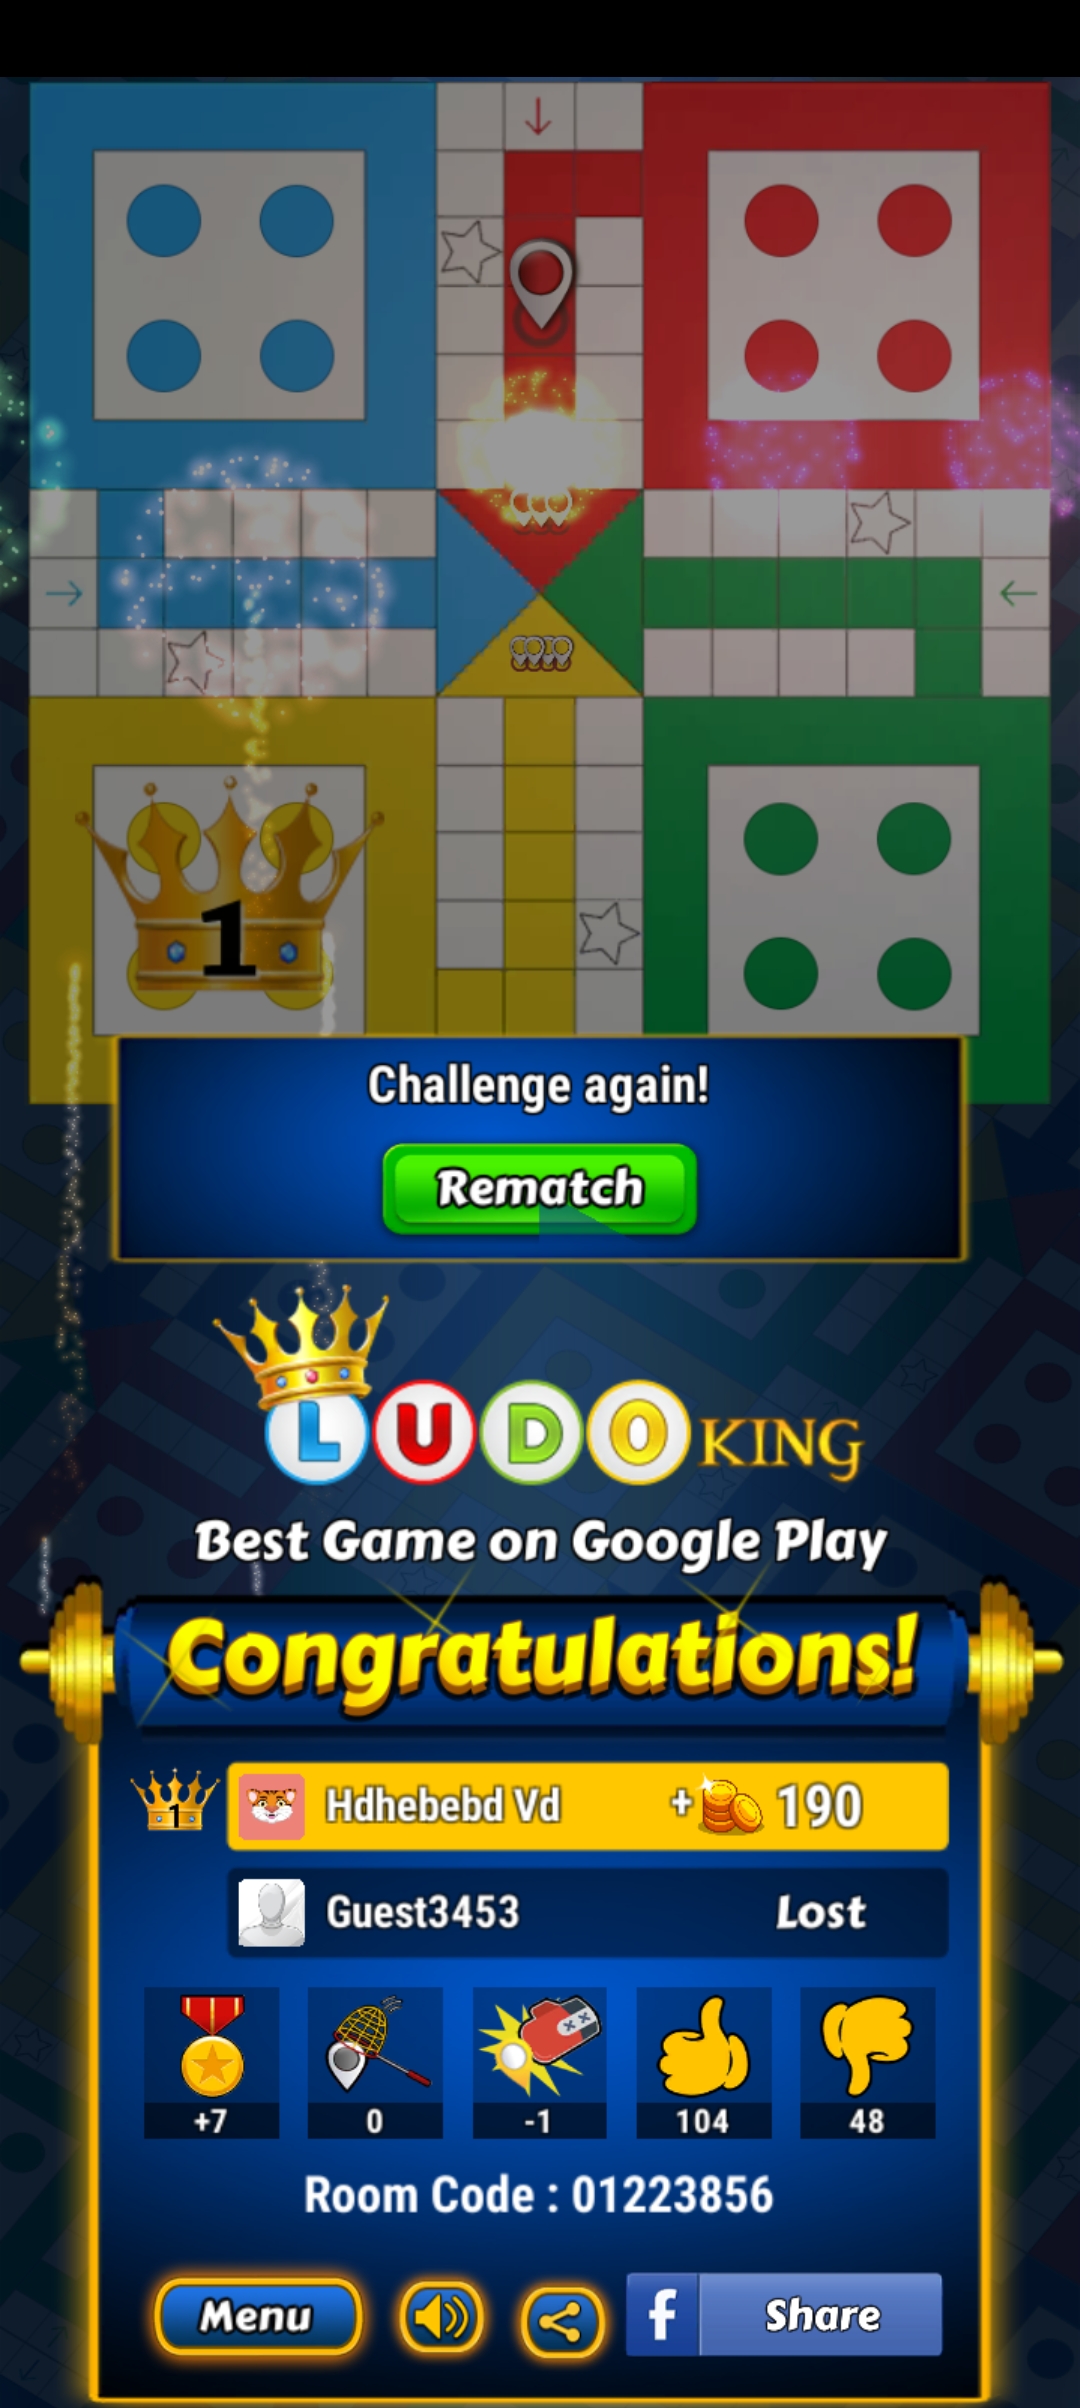 1
Challenge again!
Rematch
LUDO KING
Best Game on Google Play
Congratulations!
1 Hdhebebd Vd + 190
Guest3453 Lost
+7 0 -1 104 48
Room Code : 01223856
Menu f Share